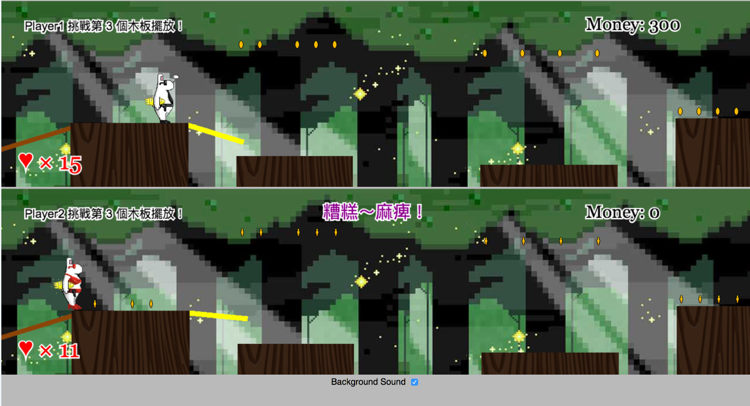 Player1 挑戰第 3 個木板擺放！
Money: 300
× 15
Player2 挑戰第 3 個木板擺放！
糟糕～麻痺！
Money: 0
× 11
Background Sound